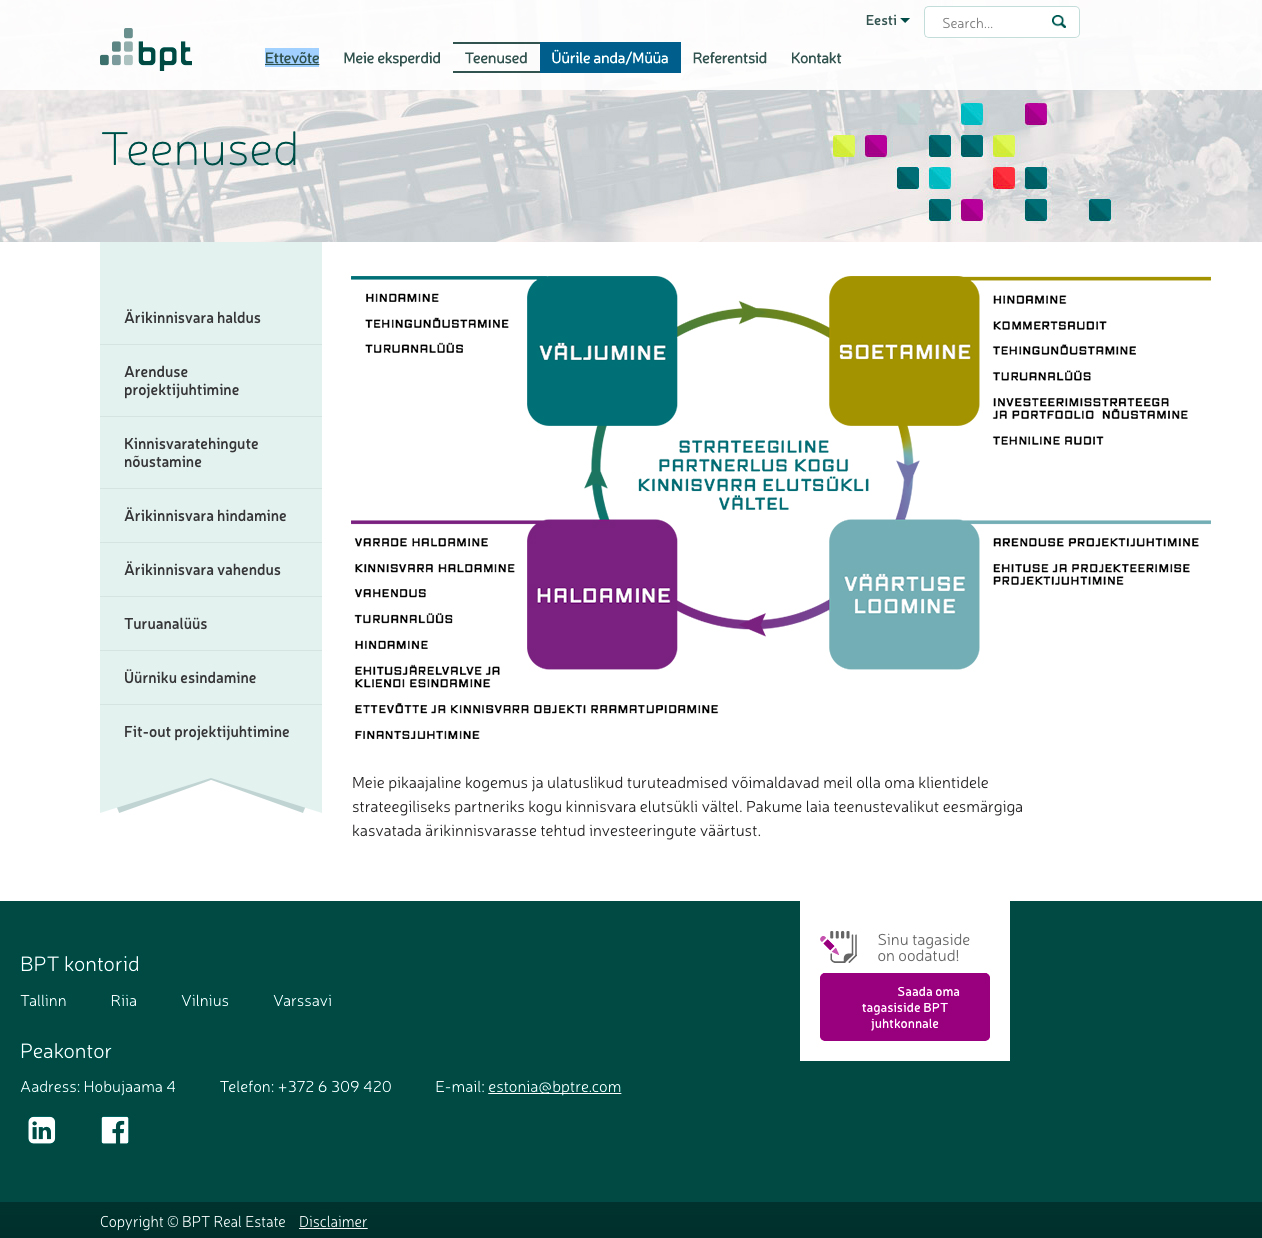 Eesti
Search...
bpt
Ettevõte Meie eksperdid Teenused Üürile anda/Müüa Referentsid Kontakt
Teenused
Ärikinnisvara haldus
Arenduse
projektijuhtimine
Kinnisvaratehingute
nõustamine
Ärikinnisvara hindamine
Ärikinnisvara vahendus
Turuanalüüs
Üürniku esindamine
Fit-out projektijuhtimine
HINDAMINE
TEHINGUNÕUSTAMINE
TURUANALÜÜS
VÄLJUMINE
SOETAMINE
HINDAMINE
KOMMERTSAUDIT
TEHINGUNÕUSTAMINE
TURUANALÜÜS
INVESTEERIMISSTRATEEGA
JA PORTFOOLIO NÕUSTAMINE
TEHNILINE AUDIT
STRATEEGILINE
PARTNERLUS KOGU
KINNISVARA ELUTSÜKLI
VÄLTEL
VARADE HALDAMINE
KINNISVARA HALDAMINE
VAHENDUS
TURUANALÜÜS
HINDAMINE
EHITUSJÄRELVALVE JA
KLIENDI ESINDAMINE
ETTEVÕTTE JA KINNISVARA OBJEKTI RAAMATUPIDAMINE
FINANTSJUHTIMINE
HALDAMINE
VÄÄRTUSE
LOOMINE
ARENDUSE PROJEKTIJUHTIMINE
EHITUSE JA PROJEKTEERIMISE
PROJEKTIJUHTIMINE
Meie pikaajaline kogemus ja ulatuslikud turuteadmised võimaldavad meil olla oma klientidele
strateegiliseks partneriks kogu kinnisvara elutsükli vältel. Pakume laia teenustevalikut eesmärgiga
kasvatada ärikinnisvarasse tehtud investeeringute väärtust.
BPT kontorid
Tallinn Riia Vilnius Varssavi
Peakontor
Aadress: Hobujaama 4 Telefon: +372 6 309 420 E-mail: estonia@bptre.com
Sinu tagaside
on oodatud!
Saada oma
tagasiside BPT
juhtkonnale
in
Copyright © BPT Real Estate Disclaimer